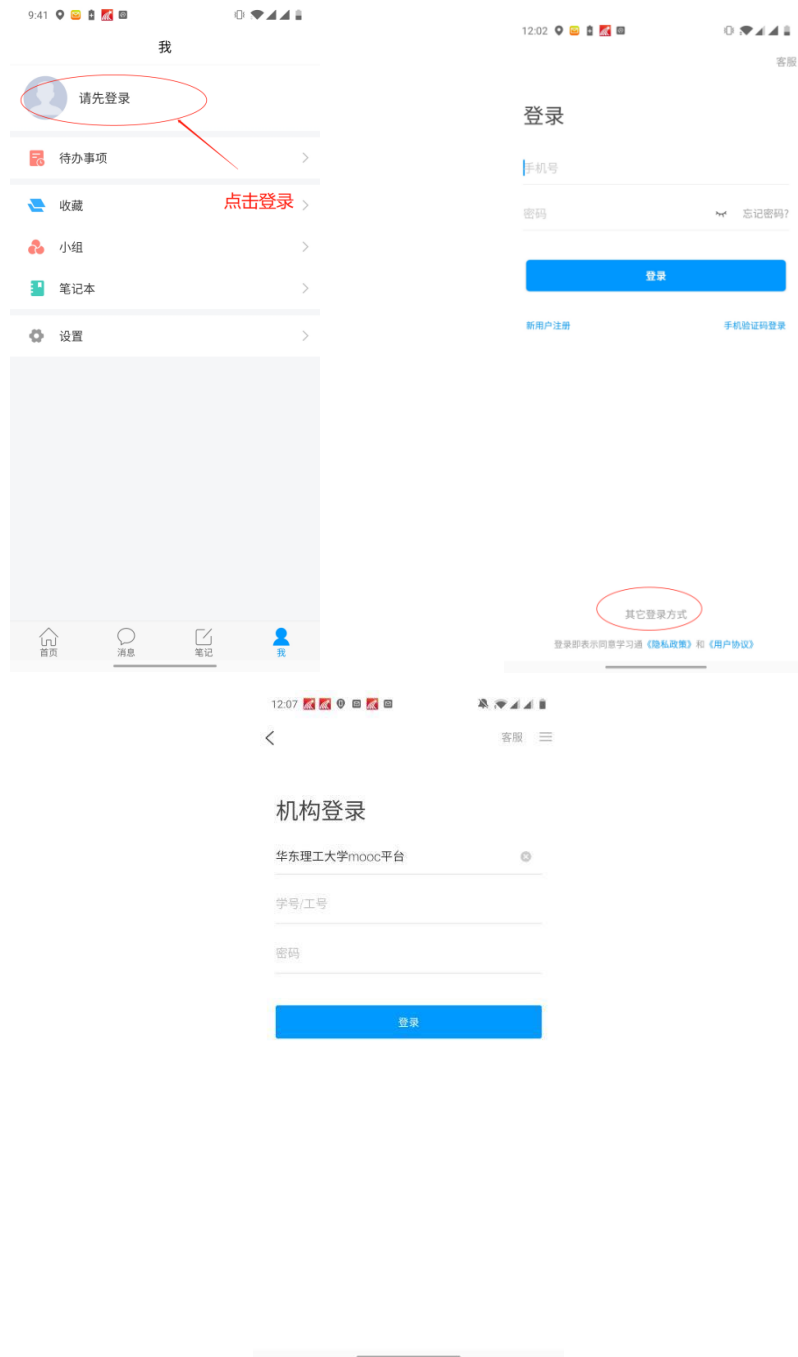 9:41
我
请先登录
待办事项
收藏
点击登录
小组
笔记本
设置
首页
消息
笔记
我
12:02
客服
登录
手机号
密码
忘记密码?
登录
新用户注册
手机验证码登录
其它登录方式
登录即表示同意学习通《隐私政策》和《用户协议》
12:07
客服
机构登录
华东理工大学mooc平台
学号/工号
密码
登录